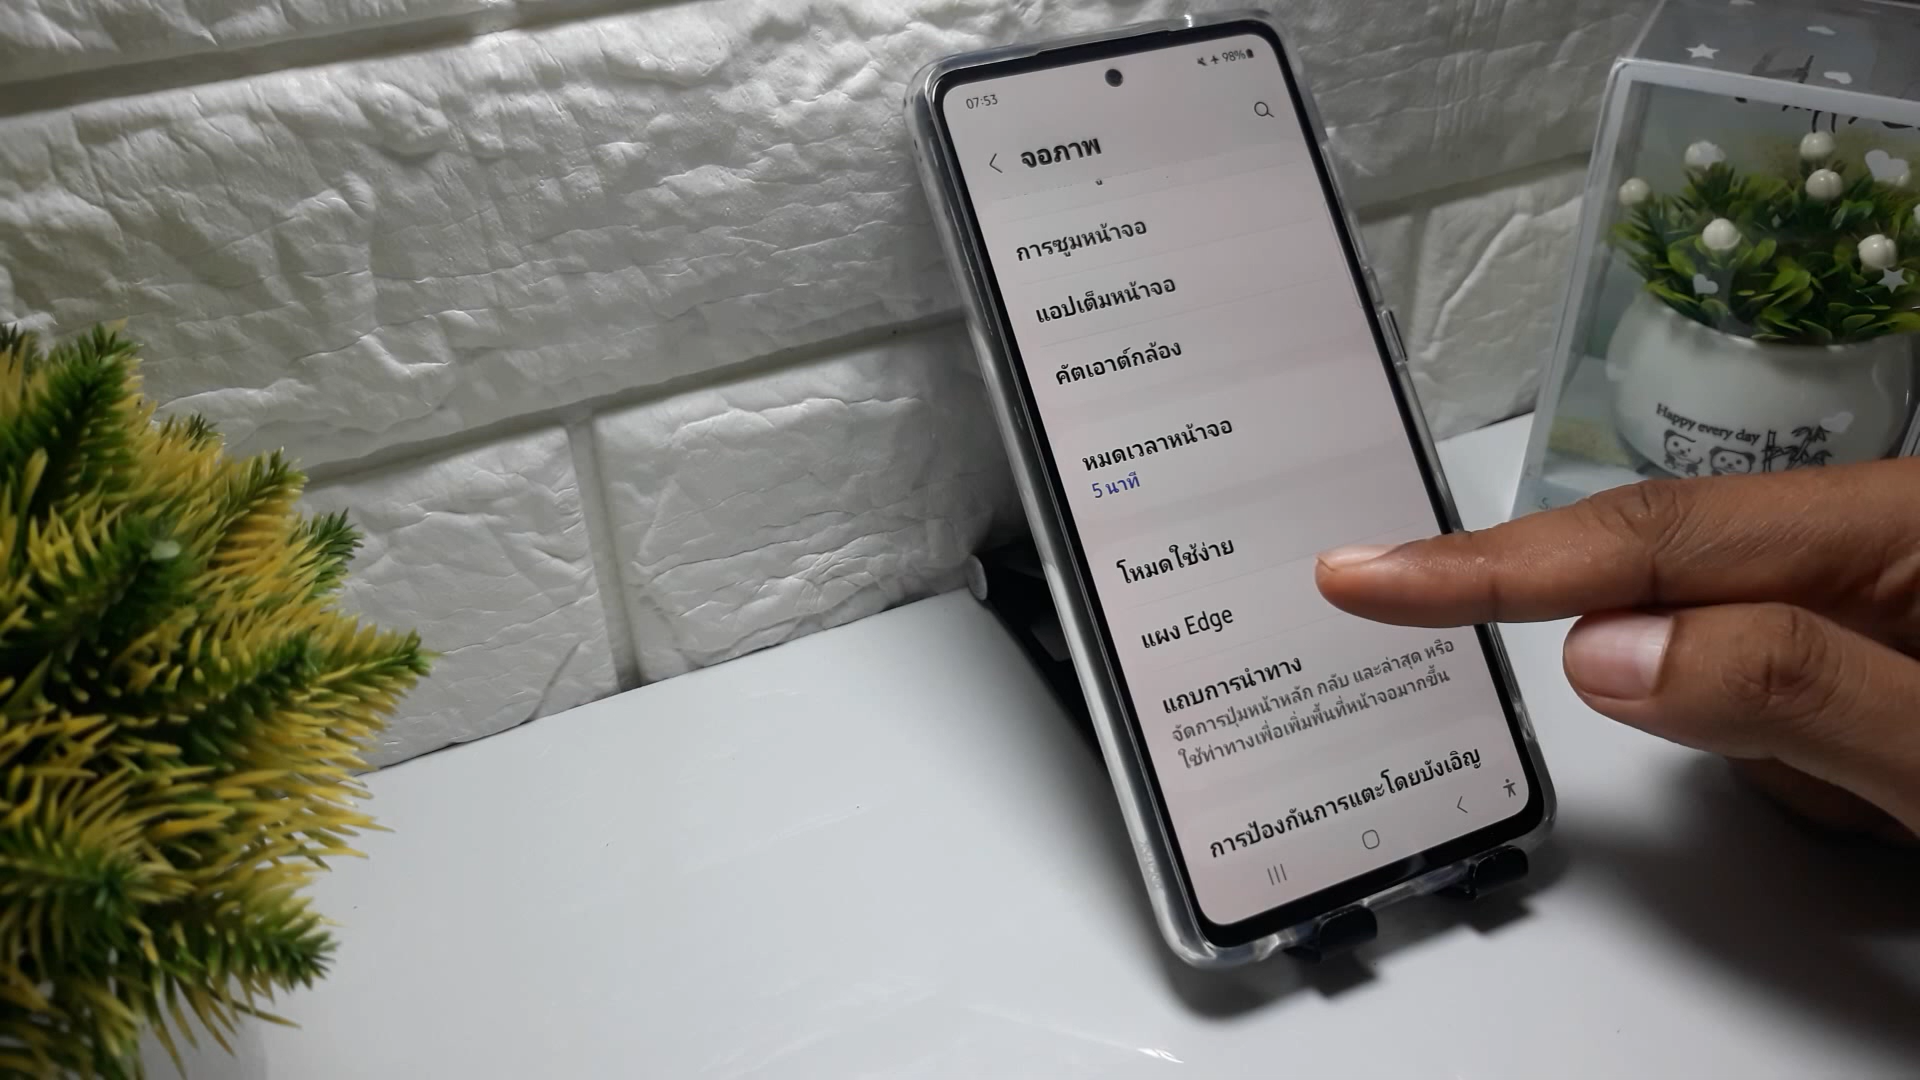 07:53
98%
จอภาพ
การซูมหน้าจอ
แอปเต็มหน้าจอ
คัตเอาต์กล้อง
หมดเวลาหน้าจอ
5 นาที
โหมดใช้ง่าย
แผง Edge
แถบการนำทาง
จัดการปุ่มหน้าหลัก กลับ และล่าสุด หรือ
ใช้ท่าทางเพื่อเพิ่มพื้นที่หน้าจอมากขึ้น
การป้องกันการแตะโดยบังเอิญ
Happy every day